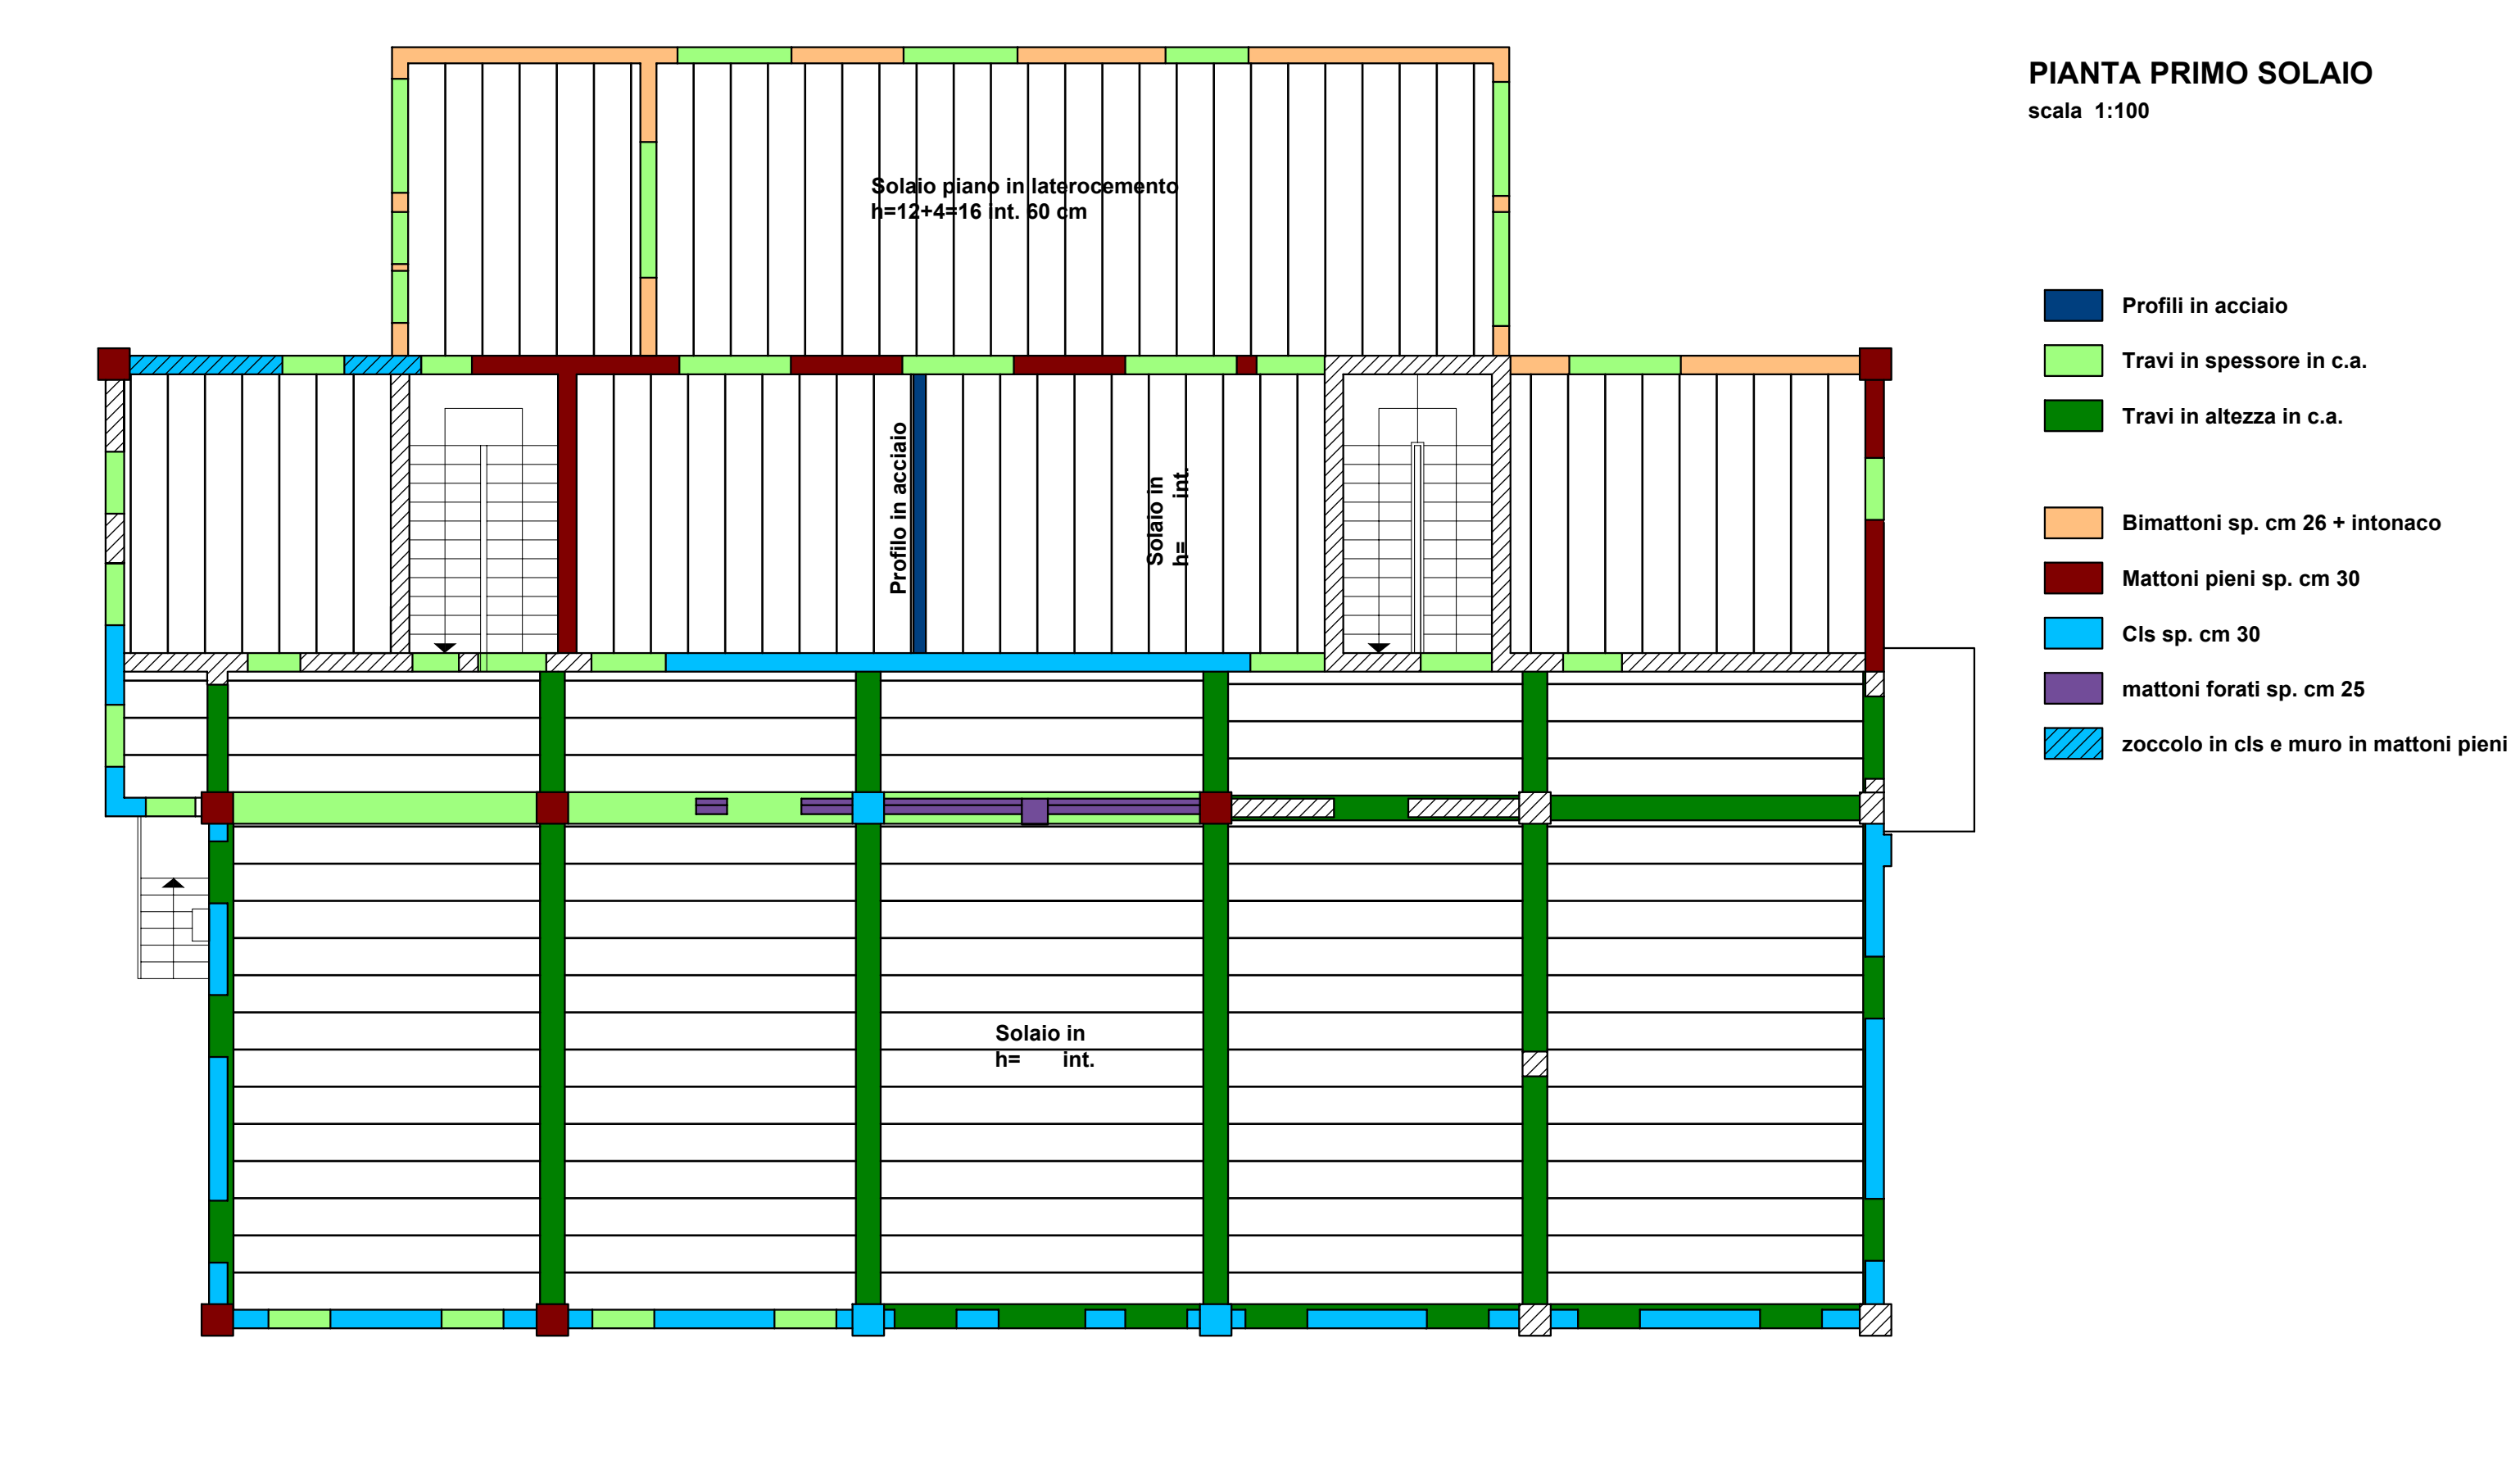 PIANTA PRIMO SOLAIO
scala 1:100
Solaio piano in laterocemento
h=12+4=16 int. 60 cm
Profilo in acciaio
Solaio in
h= int.
Solaio in
h= int.
Profili in acciaio
Travi in spessore in c.a.
Travi in altezza in c.a.
Bimattoni sp. cm 26 + intonaco
Mattoni pieni sp. cm 30
Cls sp. cm 30
mattoni forati sp. cm 25
zoccolo in cls e muro in mattoni pieni